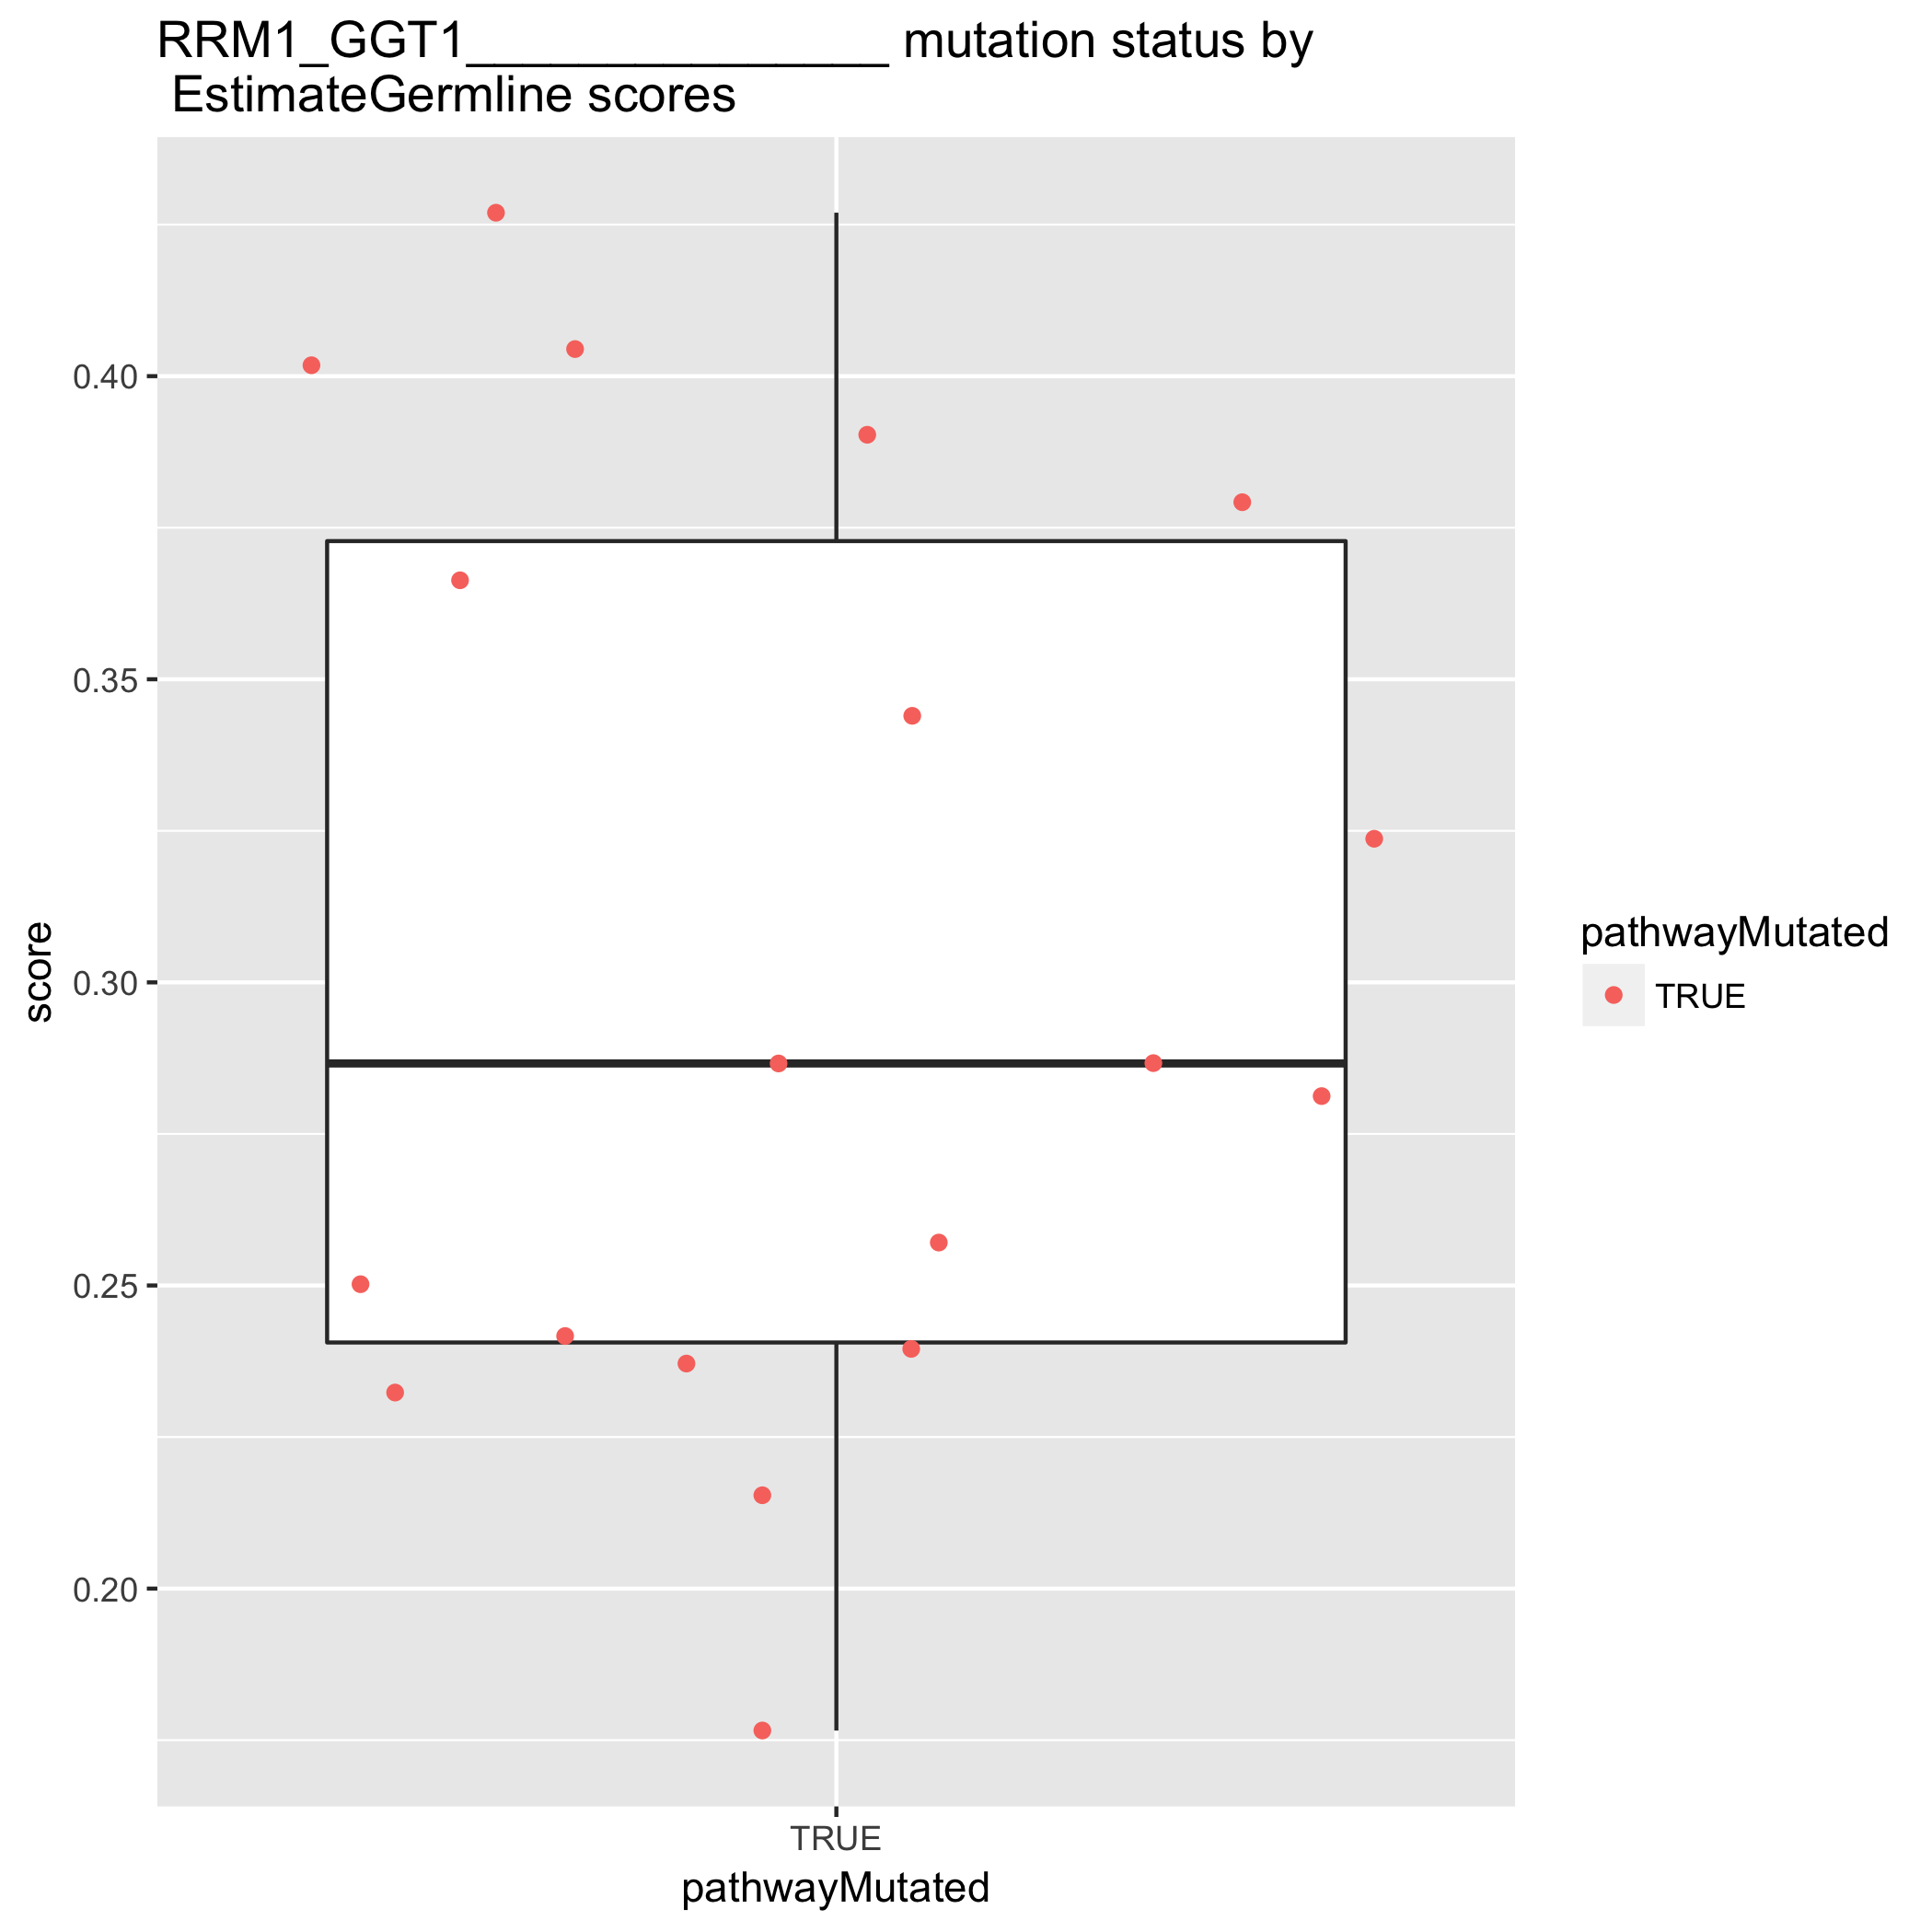 RRM1_GGT1_______________ mutation status by
EstimateGermline scores
0.40
0.35
0.30
0.25
0.20
score
TRUE
pathwayMutated
pathwayMutated
TRUE